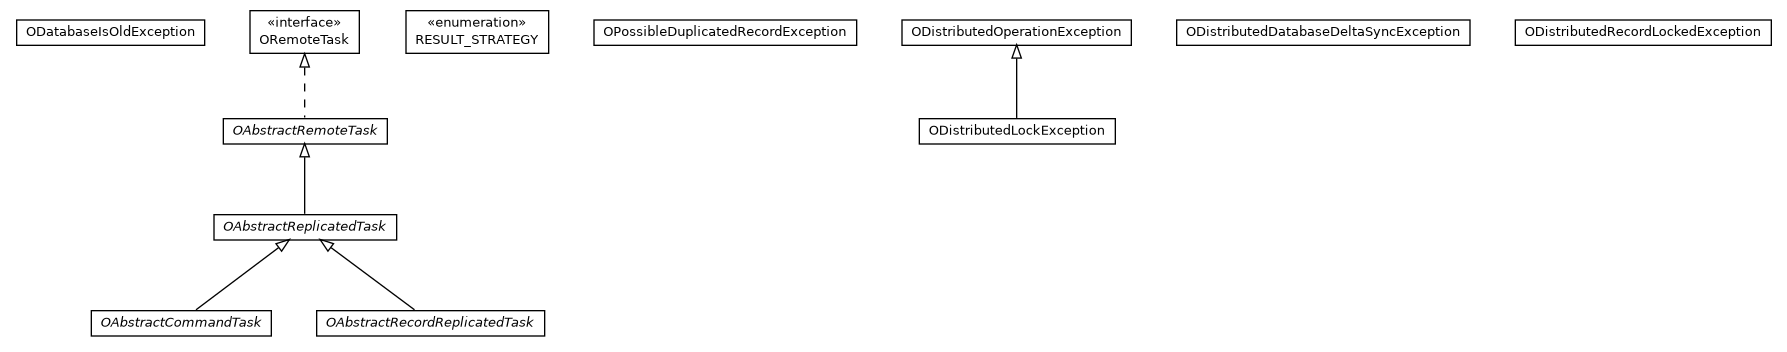 ODatabaseIsOldException
«interface»
ORemoteTask
«enumeration»
RESULT_STRATEGY
OPossibleDuplicatedRecordException
ODistributedOperationException
ODistributedDatabaseDeltaSyncException
ODistributedRecordLockedException
OAbstractRemoteTask
ODistributedLockException
OAbstractReplicatedTask
OAbstractCommandTask
OAbstractRecordReplicatedTask